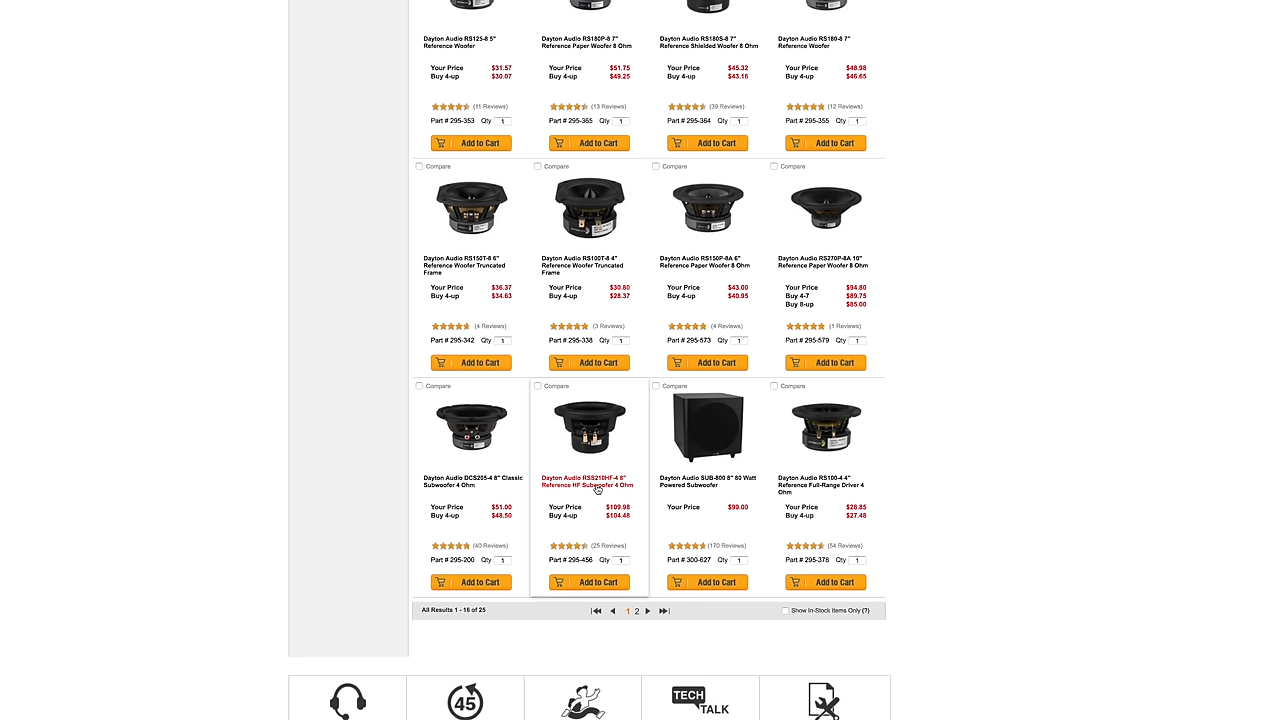 Dayton Audio RS125-8 5"
Reference Woofer
Your Price $31.57
Buy 4-up $30.07
(11 Reviews)
Part # 295-353 Qty 1
Add to Cart
Dayton Audio RS180P-8 7"
Reference Paper Woofer 8 Ohm
Your Price $51.75
Buy 4-up $49.25
(13 Reviews)
Part # 295-365 Qty 1
Add to Cart
Dayton Audio RS180S-8 7"
Reference Shielded Woofer 8 Ohm
Your Price $45.32
Buy 4-up $43.16
(39 Reviews)
Part # 295-364 Qty 1
Add to Cart
Dayton Audio RS180-8 7"
Reference Woofer
Your Price $48.98
Buy 4-up $46.65
(12 Reviews)
Part # 295-355 Qty 1
Add to Cart
Compare
Dayton Audio RS150T-8 6"
Reference Woofer Truncated
Frame
Your Price $36.37
Buy 4-up $34.63
(4 Reviews)
Part # 295-342 Qty 1
Add to Cart
Compare
Dayton Audio RS100T-8 4"
Reference Woofer Truncated
Frame
Your Price $30.80
Buy 4-up $28.37
(3 Reviews)
Part # 295-338 Qty 1
Add to Cart
Compare
Dayton Audio RS150P-8A 6"
Reference Paper Woofer 8 Ohm
Your Price $43.00
Buy 4-up $40.95
(4 Reviews)
Part # 295-573 Qty 1
Add to Cart
Compare
Dayton Audio RS270P-8A 10"
Reference Paper Woofer 8 Ohm
Your Price $94.80
Buy 4-7 $89.75
Buy 8-up $85.00
(1 Reviews)
Part # 295-579 Qty 1
Add to Cart
Compare
Dayton Audio DCS205-4 8" Classic
Subwoofer 4 Ohm
Your Price $51.00
Buy 4-up $48.50
(40 Reviews)
Part # 295-200 Qty 1
Add to Cart
Compare
Dayton Audio RSS210HF-4 8"
Reference HF Subwoofer 4 Ohm
Your Price $109.98
Buy 4-up $104.48
(25 Reviews)
Part # 295-456 Qty 1
Add to Cart
Compare
Dayton Audio SUB-800 8" 80 Watt
Powered Subwoofer
Your Price $99.00
(170 Reviews)
Part # 300-627 Qty 1
Add to Cart
Compare
Dayton Audio RS100-4 4"
Reference Full-Range Driver 4
Ohm
Your Price $28.85
Buy 4-up $27.48
(54 Reviews)
Part # 295-378 Qty 1
Add to Cart
All Results 1 - 16 of 25
1 2
Show In-Stock Items Only (?)
45
TECH
TALK